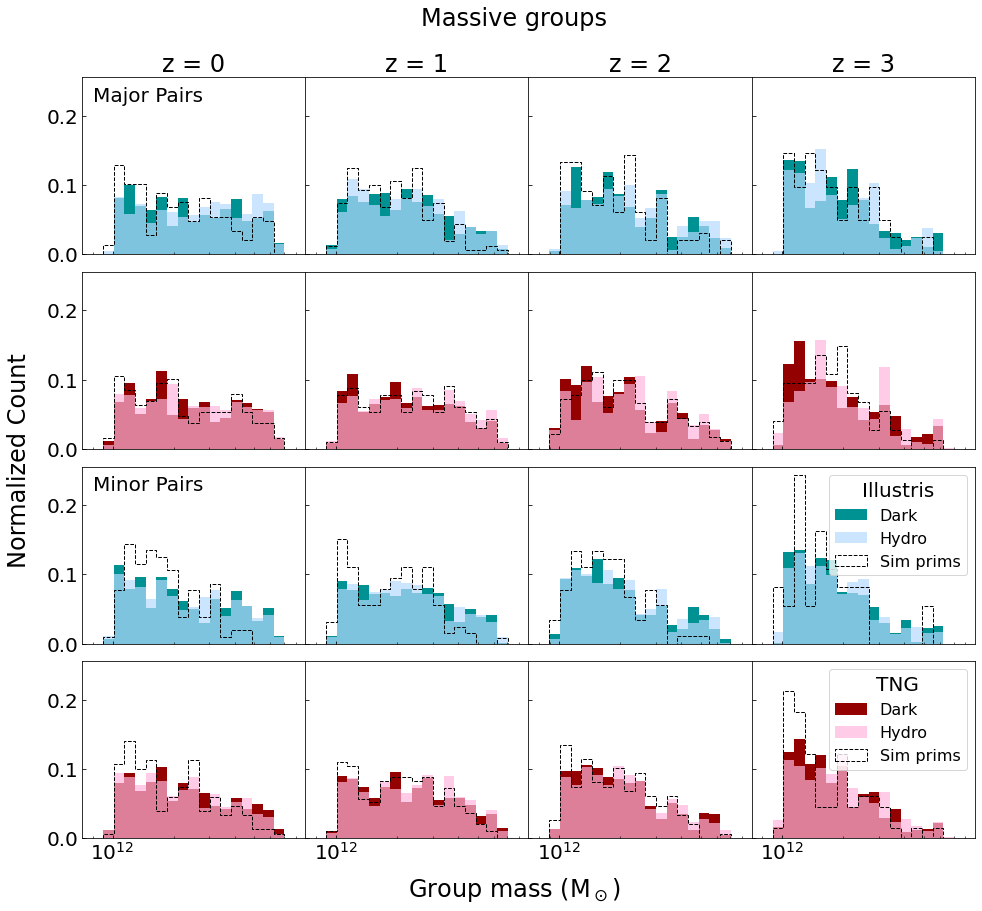 Massive groups
z = 0 z = 1 z = 2 z = 3
Major Pairs
0.2
0.1
0.0
0.2
0.1
0.0
Normalized Count
Minor Pairs
0.2
0.1
0.0
Illustris
Dark
Hydro
Sim prims
0.2
0.1
0.0
TNG
Dark
Hydro
Sim prims
10¹² 10¹² 10¹² 10¹²
Group mass (M_⊙)